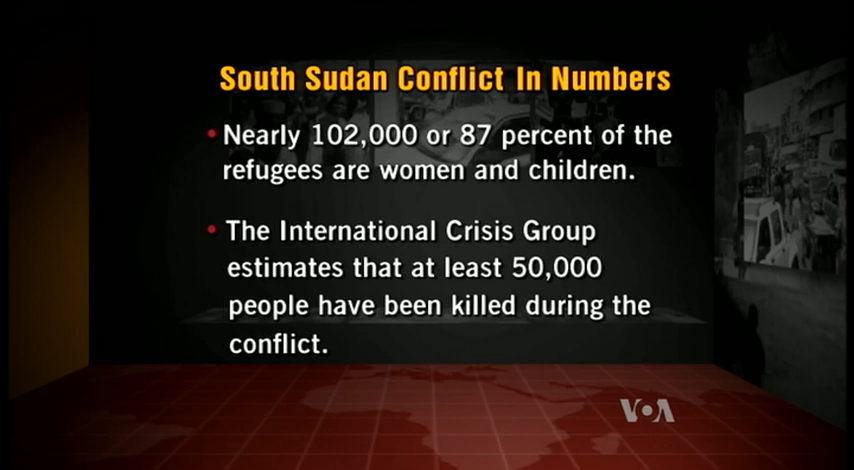 South Sudan Conflict In Numbers
• Nearly 102,000 or 87 percent of the
refugees are women and children.
• The International Crisis Group
estimates that at least 50,000
people have been killed during the
conflict.
VOA